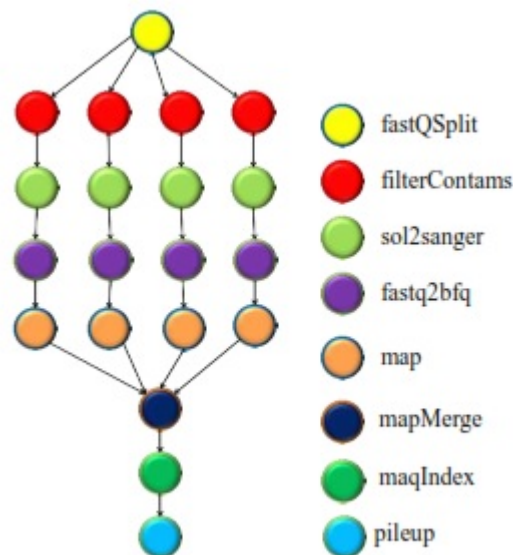 fastQSplit
filterContams
sol2sanger
fastq2bfq
map
mapMerge
maqIndex
pileup